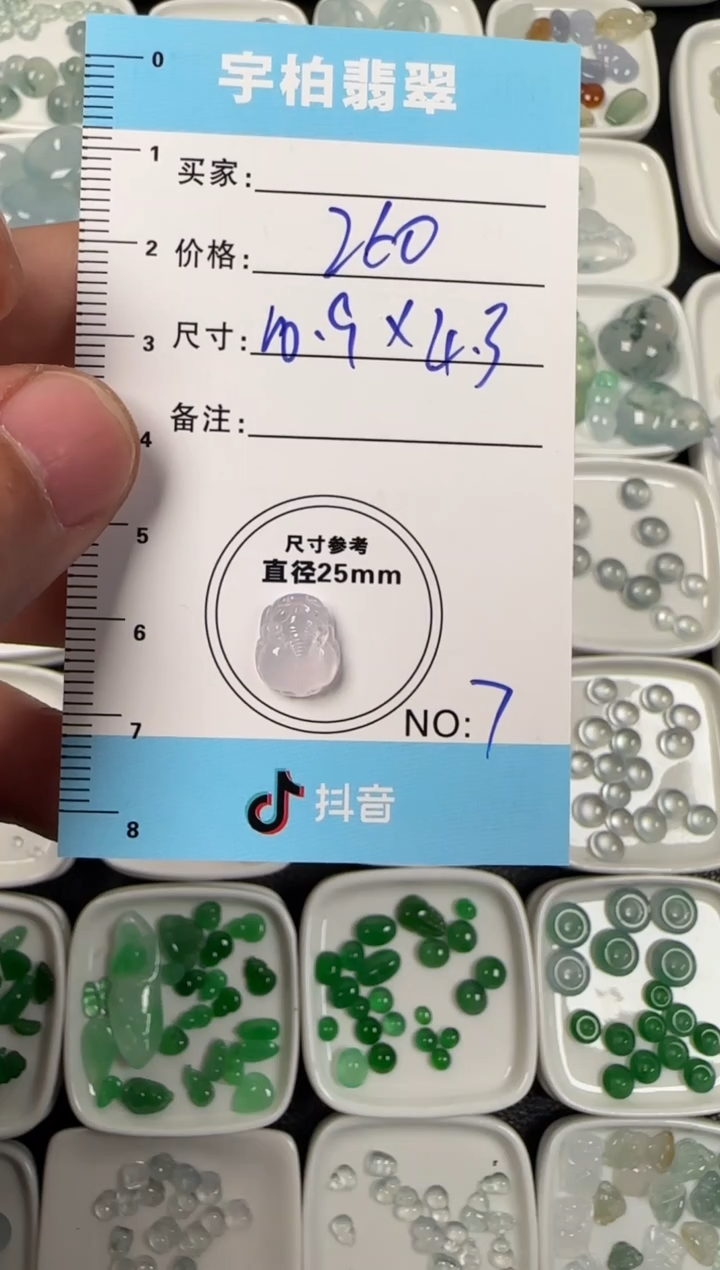 0
宇柏翡翠
1
买家:
2
价格: 260
3
尺寸: 10.9 × 4.3
备注:
4
5
尺寸参考
直径25mm
6
NO: 7
7
抖音
8